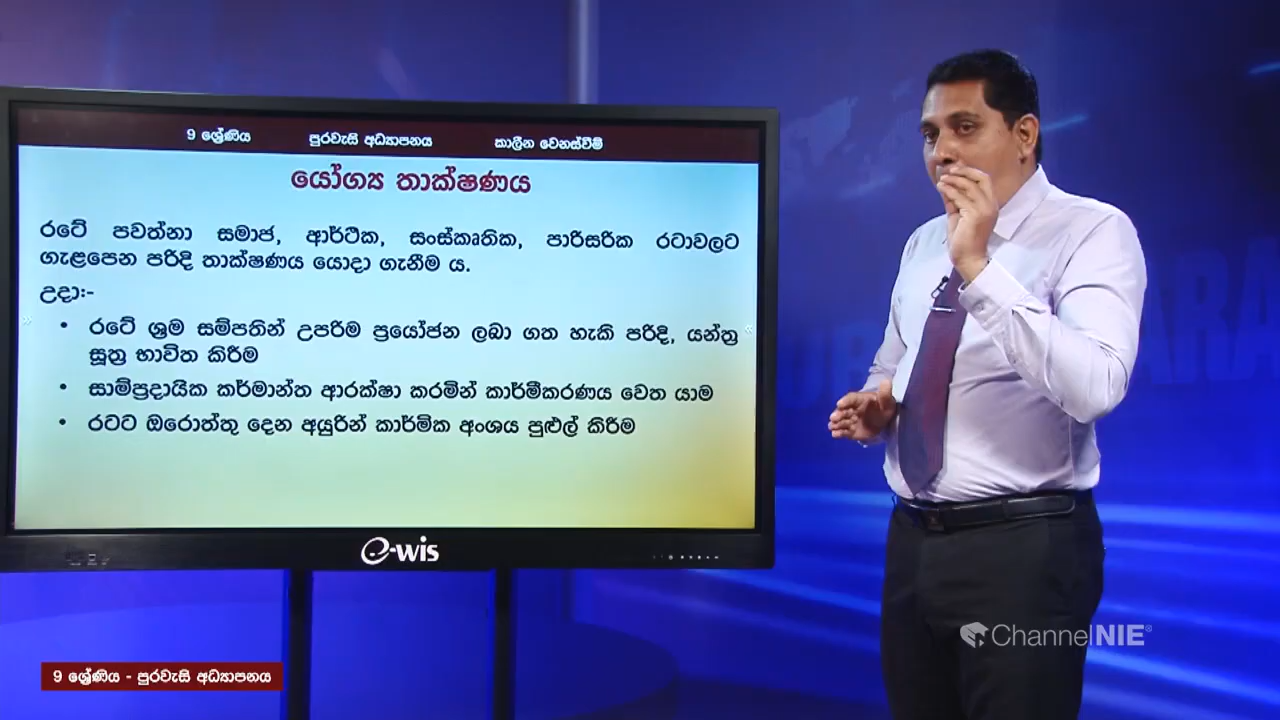 9 ශ්‍රේණිය පුරවැසි අධ්‍යාපනය කාලීන වෙනස්වීම්
යෝග්‍ය තාක්ෂණය
රටේ පවත්නා සමාජ, ආර්ථික, සංස්කෘතික, පාරිසරික රටාවලට
ගැළපෙන පරිදි තාක්ෂණය යොදා ගැනීම ය.
උදා:-
• රටේ ශ්‍රම සම්පතින් උපරිම ප්‍රයෝජන ලබා ගත හැකි පරිදි, යන්ත්‍ර
සූත්‍ර භාවිත කිරීම
• සාම්ප්‍රදායික කර්මාන්ත ආරක්ෂා කරමින් කාර්මීකරණය වෙත යාම
• රටට ඔරොත්තු දෙන අයුරින් කාර්මික අංශය පුළුල් කිරීම
e-wis
ChannelNIE
9 ශ්‍රේණිය - පුරවැසි අධ්‍යාපනය